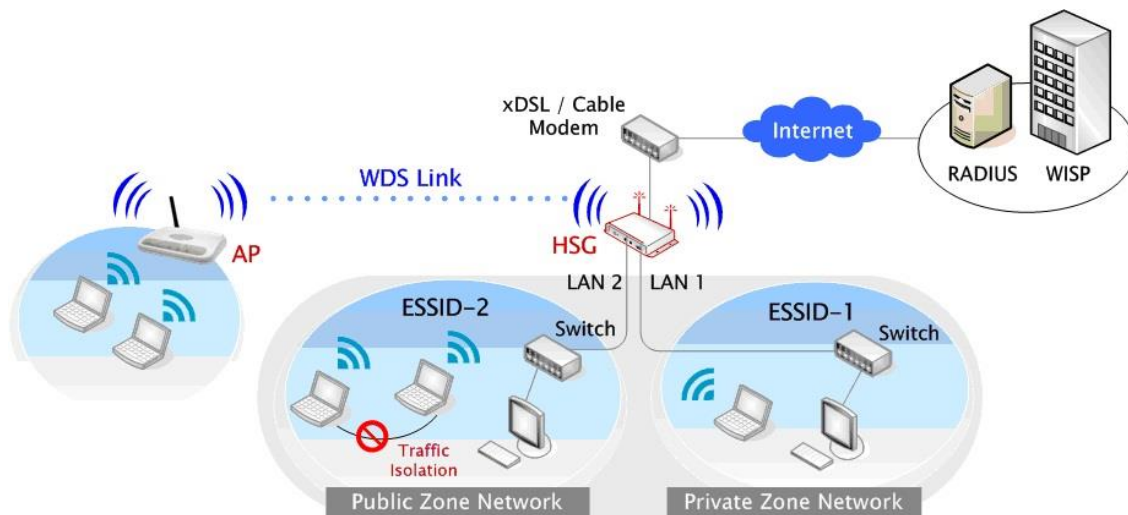 xDSL / Cable
Modem
Internet
RADIUS
WISP
WDS Link
AP
HSG
LAN 2
LAN 1
ESSID-2
Switch
ESSID-1
Switch
Traffic
Isolation
Public Zone Network
Private Zone Network